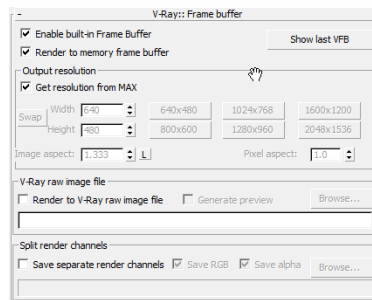 - V-Ray:: Frame buffer
Enable built-in Frame Buffer
Show last VFB
Render to memory frame buffer
Output resolution
Get resolution from MAX
Swap Width 640 640x480 1024x768 1600x1200
Height 480 800x600 1280x960 2048x1536
Image aspect: 1.333 L Pixel aspect: 1.0
V-Ray raw image file
Render to V-Ray raw image file Generate preview Browse...
Split render channels
Save separate render channels Save RGB Save alpha Browse...